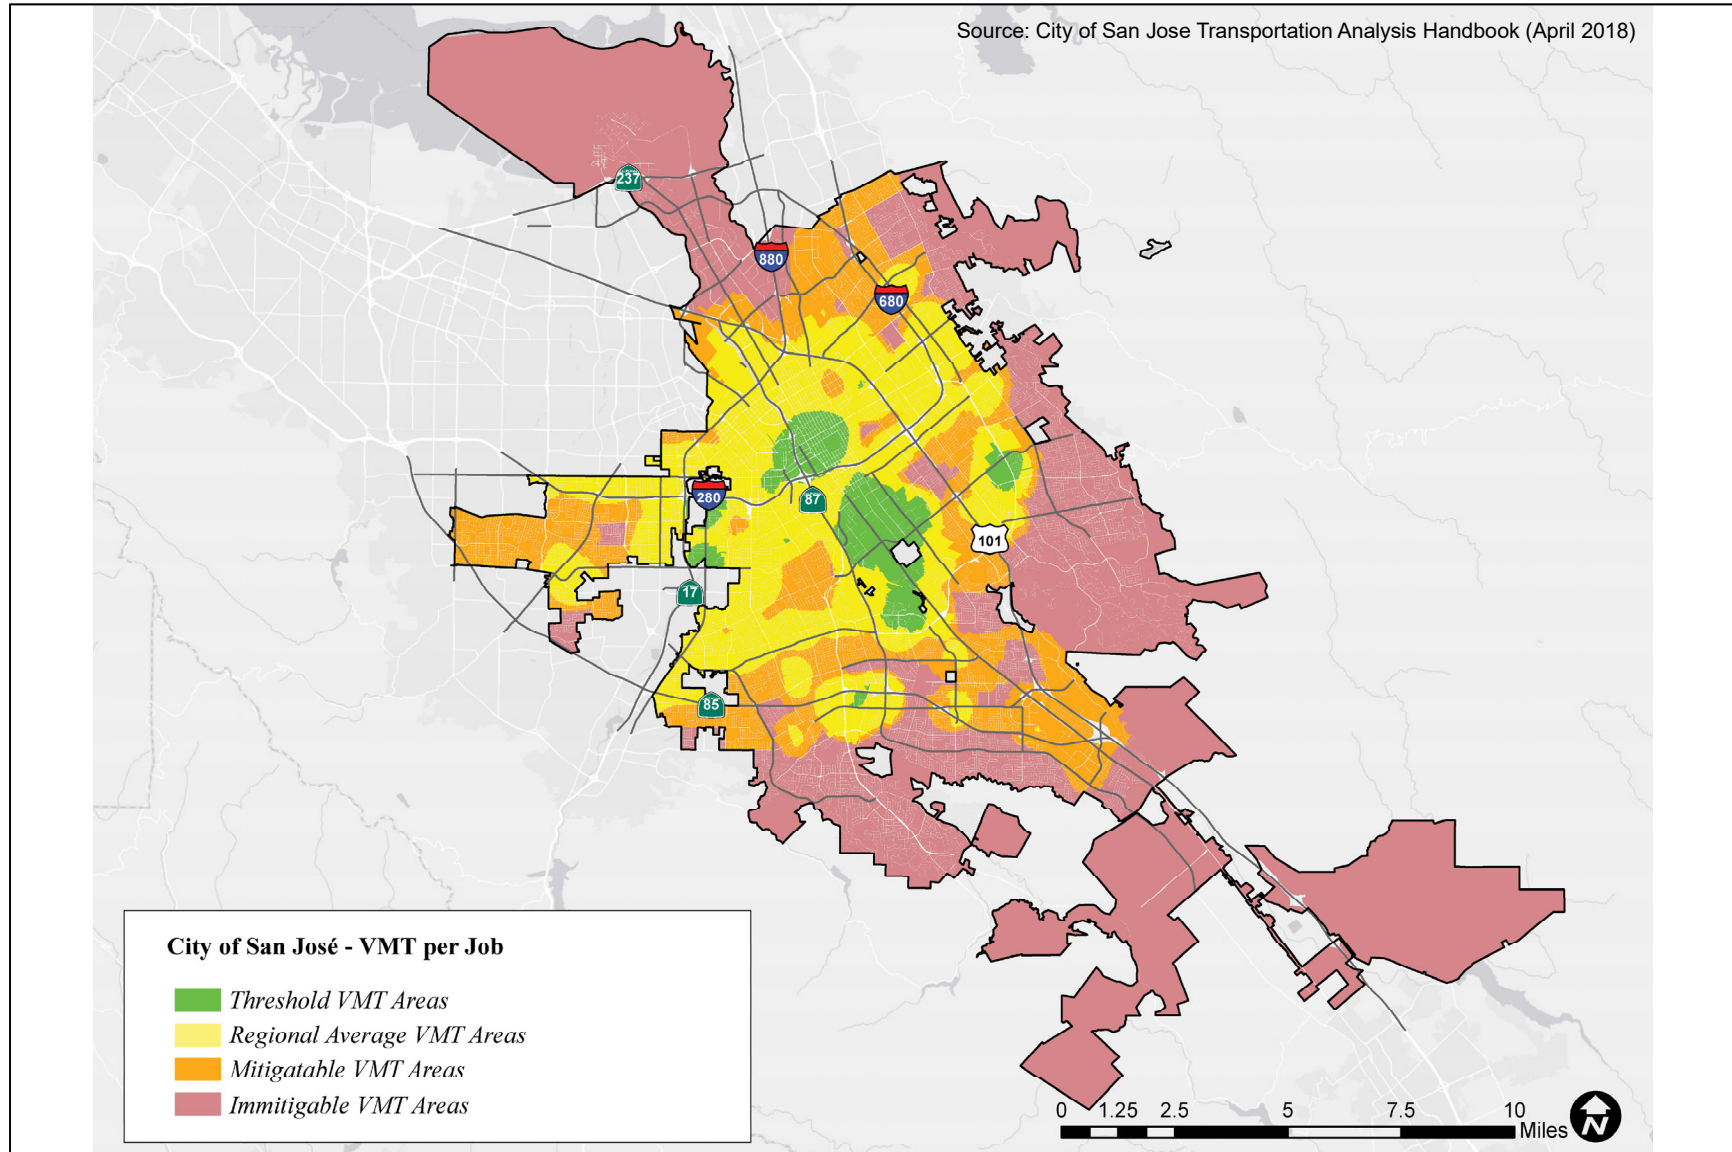 Source: City of San Jose Transportation Analysis Handbook (April 2018)
237
880
680
280
87
101
17
85
City of San José - VMT per Job
Threshold VMT Areas
Regional Average VMT Areas
Mitigatable VMT Areas
Immitigable VMT Areas
0 1.25 2.5 5 7.5 10
Miles
N